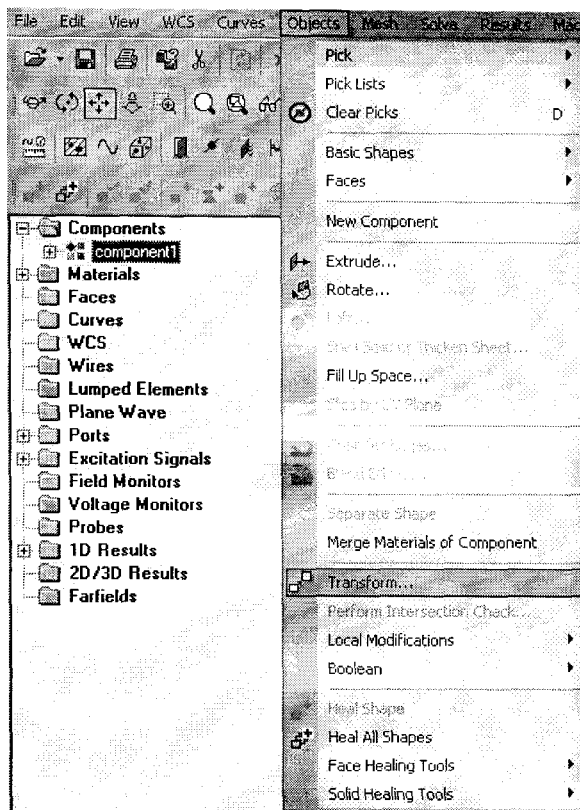 File Edit View WCS Curves Objects Mesh Solve Results Mac
Components
component1
Materials
Faces
Curves
WCS
Wires
Lumped Elements
Plane Wave
Ports
Excitation Signals
Field Monitors
Voltage Monitors
Probes
1D Results
2D/3D Results
Farfields
Pick
Pick Lists
Clear Picks D
Basic Shapes
Faces
New Component
Extrude...
Rotate...
Fill Up Space...
Separate Shape
Merge Materials of Component
Transform...
Perform Intersection Check...
Local Modifications
Boolean
Heal Shape
Heal All Shapes
Face Healing Tools
Solid Healing Tools